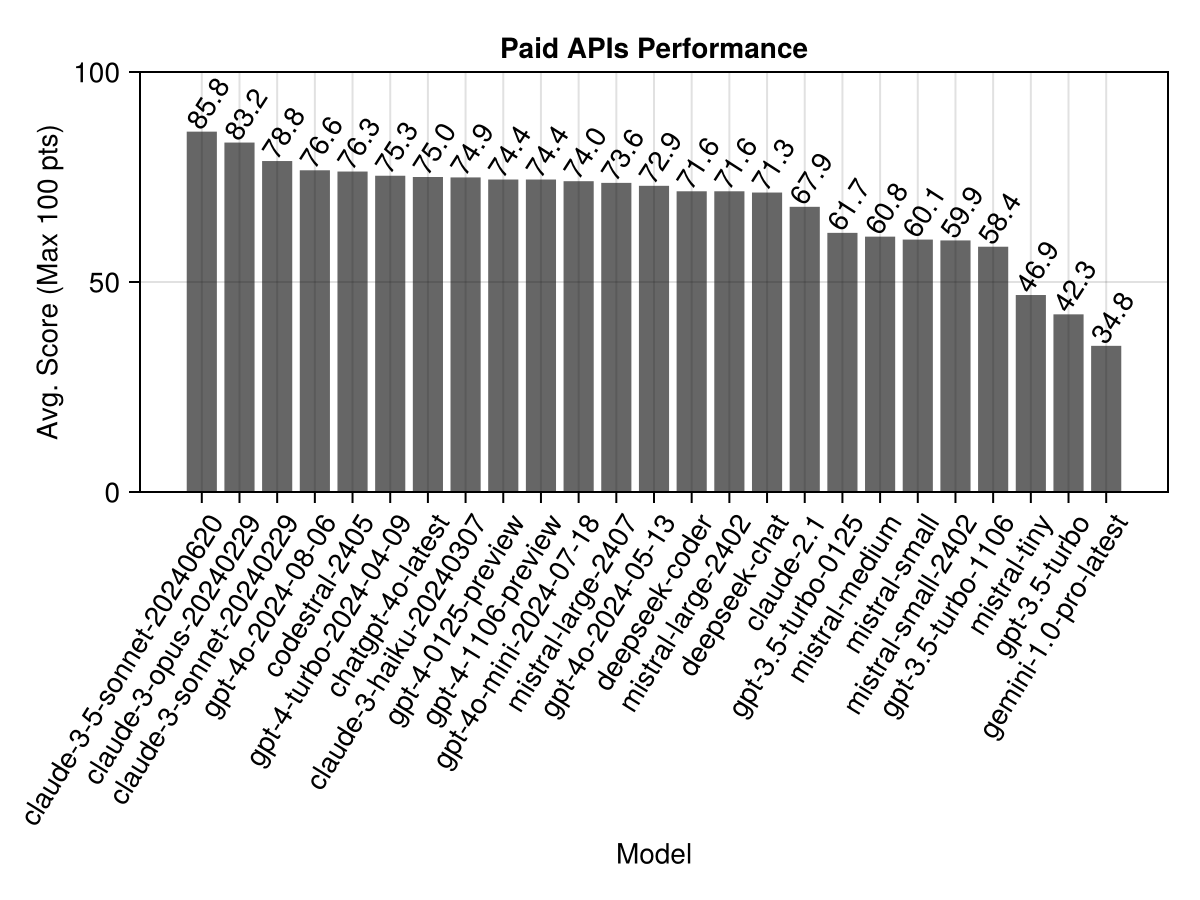 Paid APIs Performance
Avg. Score (Max 100 pts)
100
50
0
85.8
83.2
78.8
76.6
76.3
75.3
75.0
74.9
74.4
74.4
74.0
73.6
72.9
71.6
71.6
71.3
67.9
61.7
60.8
60.1
59.9
58.4
46.9
42.3
34.8
claude-3-5-sonnet-20240620
claude-3-opus-20240229
claude-3-sonnet-20240229
gpt-4o-2024-08-06
codestral-2405
gpt-4-turbo-2024-04-09
chatgpt-4o-latest
claude-3-haiku-20240307
gpt-4-0125-preview
gpt-4-1106-preview
gpt-4o-mini-2024-07-18
mistral-large-2407
gpt-4o-2024-05-13
deepseek-coder
mistral-large-2402
deepseek-chat
claude-2.1
gpt-3.5-turbo-0125
mistral-medium
mistral-small
mistral-small-2402
gpt-3.5-turbo-1106
mistral-tiny
gpt-3.5-turbo
gemini-1.0-pro-latest
Model